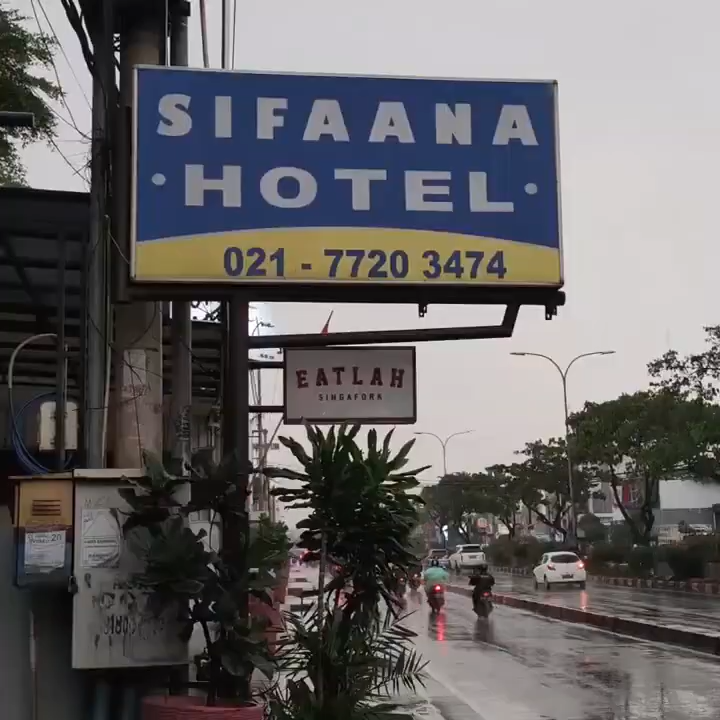 SIFAANA
• HOTEL •
021 - 7720 3474
EATLAH
SINGAFORK